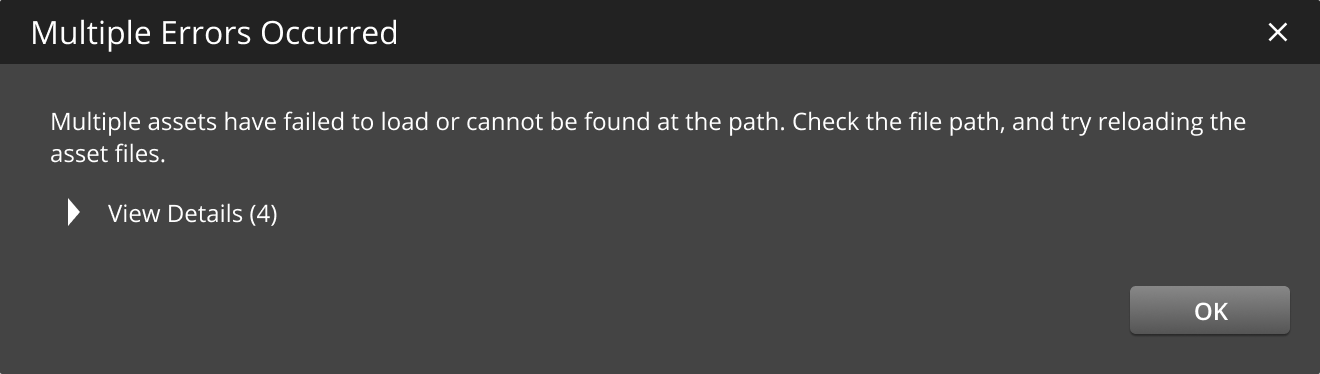 Multiple Errors Occurred
Multiple assets have failed to load or cannot be found at the path. Check the file path, and try reloading the
asset files.
View Details (4)
OK